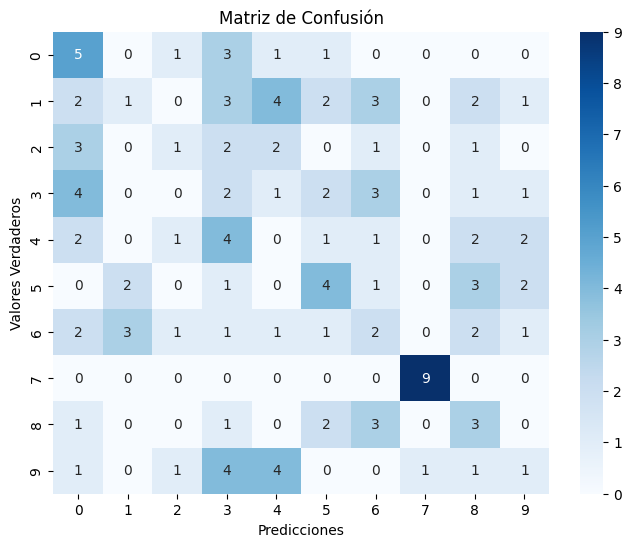 Matriz de Confusión
0 5 0 1 3 1 1 0 0 0 0
1 2 1 0 3 4 2 3 0 2 1
2 3 0 1 2 2 0 1 0 1 0
3 4 0 0 2 1 2 3 0 1 1
4 2 0 1 4 0 1 1 0 2 2
5 0 2 0 1 0 4 1 0 3 2
6 2 3 1 1 1 1 2 0 2 1
7 0 0 0 0 0 0 0 9 0 0
8 1 0 0 1 0 2 3 0 3 0
9 1 0 1 4 4 0 0 1 1 1
0 1 2 3 4 5 6 7 8 9
Predicciones
Valores Verdaderos
9
8
7
6
5
4
3
2
1
0